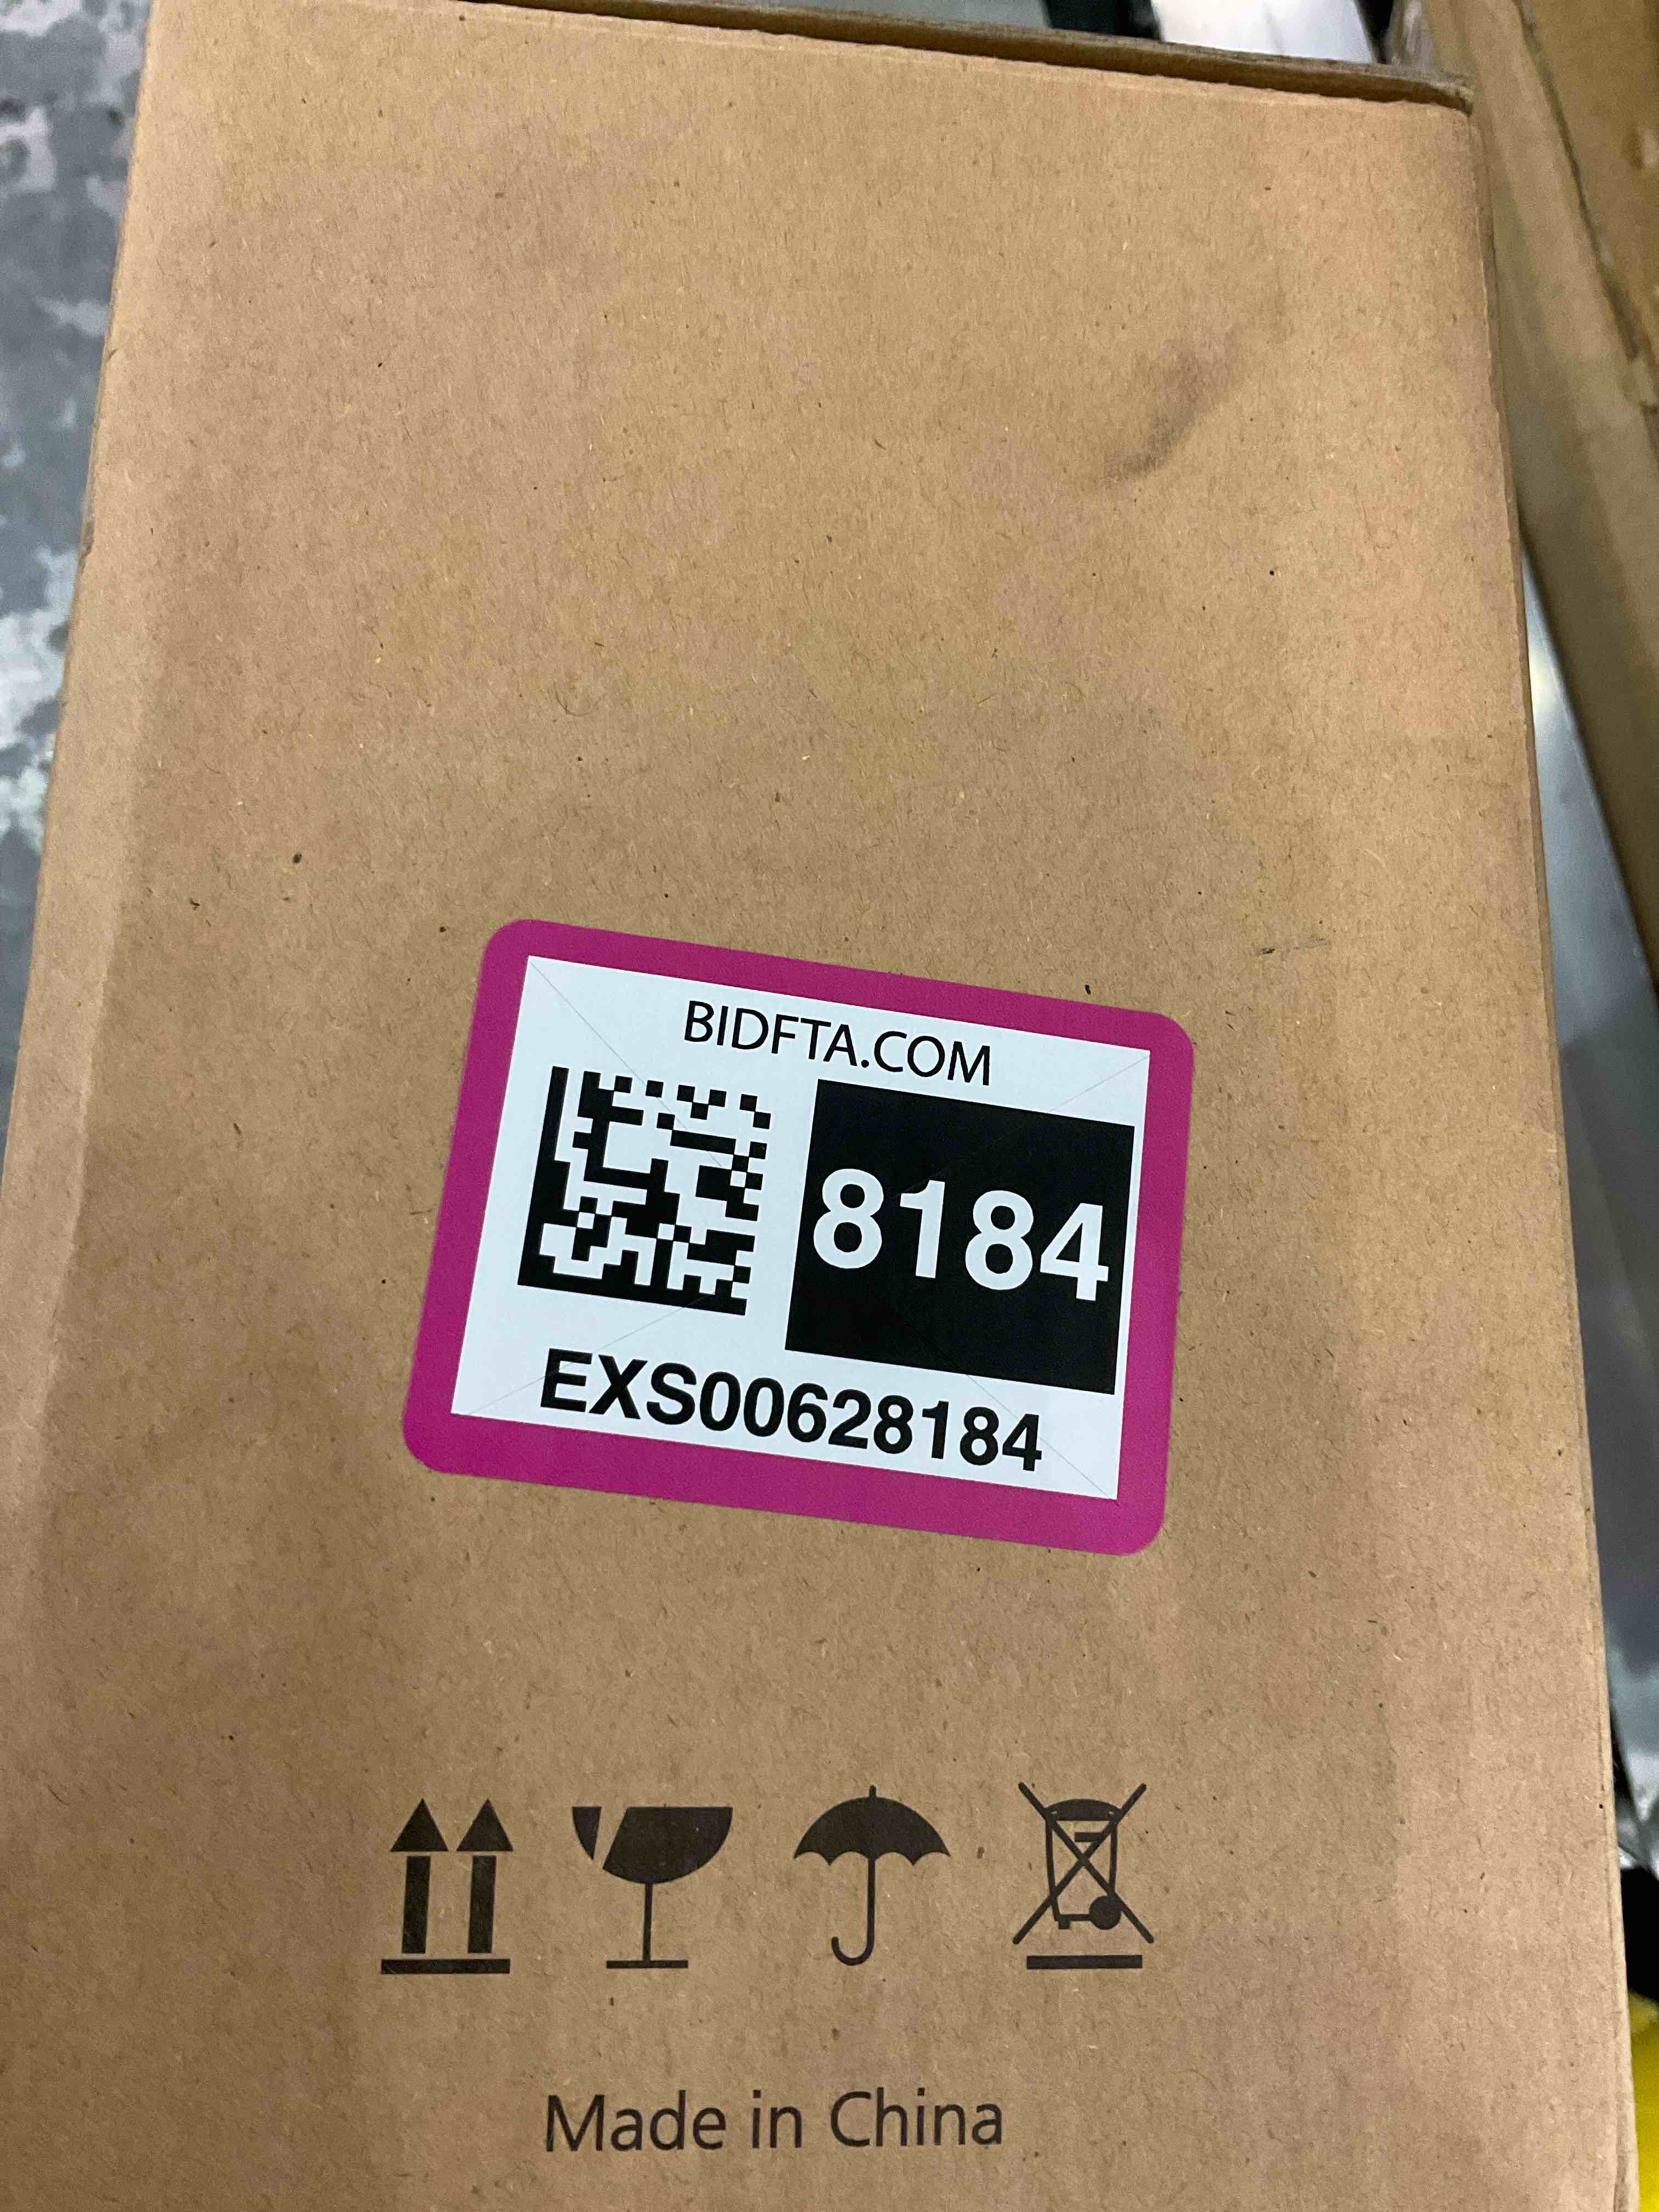 BIDFTA.COM
8184
EXS00628184
Made in China